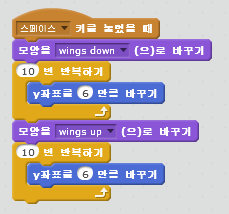 스페이스 키를 눌렀을 때
모양을 wings down (으)로 바꾸기
10 번 반복하기
y좌표를 6 만큼 바꾸기
모양을 wings up (으)로 바꾸기
10 번 반복하기
y좌표를 6 만큼 바꾸기